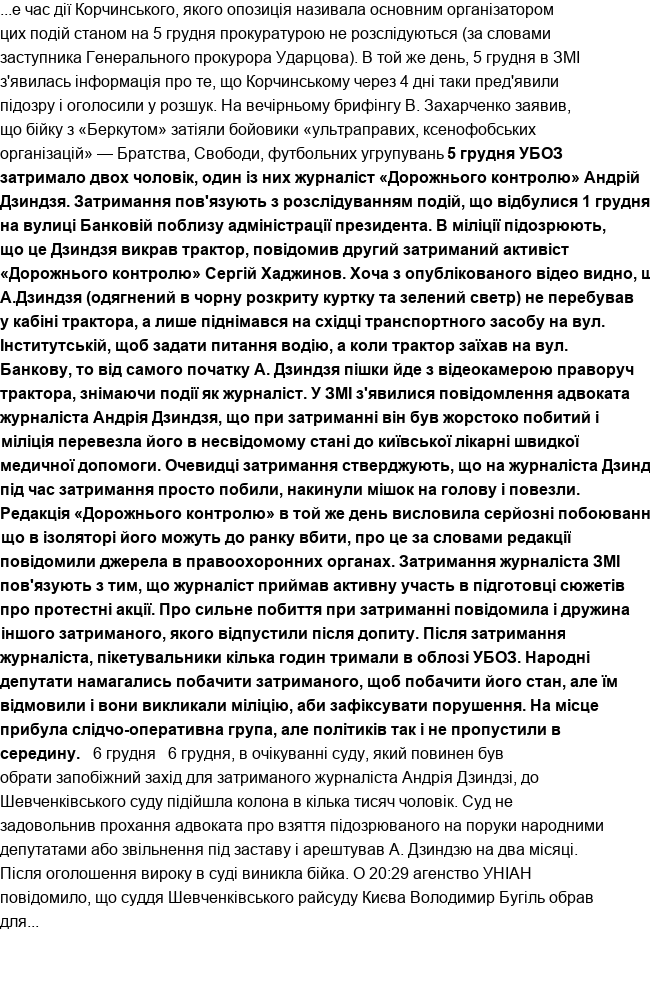 ...е час дії Корчинського, якого опозиція називала основним організатором
цих подій станом на 5 грудня прокуратурою не розслідуються (за словами
заступника Генерального прокурора Ударцова). В той же день, 5 грудня в ЗМІ
з'явилась інформація про те, що Корчинському через 4 дні таки пред'явили
підозру і оголосили у розшук. На вечірньому брифінгу В. Захарченко заявив,
що бійку з «Беркутом» затіяли бойовики «ультраправих, ксенофобських
організацій» — Братства, Свободи, футбольних угрупувань 5 грудня УБОЗ
затримало двох чоловік, один із них журналіст «Дорожнього контролю» Андрій
Дзиндзя. Затримання пов'язують з розслідуванням подій, що відбулися 1 грудня
на вулиці Банковій поблизу адміністрації президента. В міліції підозрюють,
що це Дзиндзя викрав трактор, повідомив другий затриманий активіст
«Дорожнього контролю» Сергій Хаджинов. Хоча з опублікованого відео видно,
А.Дзиндзя (одягнений в чорну розкриту куртку та зелений светр) не перебував
у кабіні трактора, а лише піднімався на східці транспортного засобу на вул.
Інститутській, щоб задати питання водію, а коли трактор заїхав на вул.
Банкову, то від самого початку А. Дзиндзя пішки йде з відеокамерою праворуч
трактора, знімаючи події як журналіст. У ЗМІ з'явилися повідомлення адвоката
журналіста Андрія Дзиндзя, що при затриманні він був жорстоко побитий і
міліція перевезла його в несвідомому стані до київської лікарні швидкої
медичної допомоги. Очевидці затримання стверджують, що на журналіста Дзинд
під час затримання просто побили, накинули мішок на голову і повезли.
Редакція «Дорожнього контролю» в той же день висловила серйозні побоюванн
що в ізоляторі його можуть до ранку вбити, про це за словами редакції
повідомили джерела в правоохоронних органах. Затримання журналіста ЗМІ
пов'язують з тим, що журналіст приймав активну участь в підготовці сюжетів
про протестні акції. Про сильне побиття при затриманні повідомила і дружина
іншого затриманого, якого відпустили після допиту. Після затримання
журналіста, пікетувальники кілька годин тримали в облозі УБОЗ. Народні
депутати намагались побачити затриманого, щоб побачити його стан, але їм
відмовили і вони викликали міліцію, аби зафіксувати порушення. На місце
прибула слідчо-оперативна група, але політиків так і не пропустили в
середину. 6 грудня 6 грудня, в очікуванні суду, який повинен був
обрати запобіжний захід для затриманого журналіста Андрія Дзиндзі, до
Шевченківського суду підійшла колона в кілька тисяч чоловік. Суд не
задовольнив прохання адвоката про взяття підозрюваного на поруки народними
депутатами або звільнення під заставу і арештував А. Дзиндзю на два місяці.
Після оголошення вироку в суді виникла бійка. О 20:29 агенство УНІАН
повідомило, що суддя Шевченківського райсуду Києва Володимир Бугіль обрав
для...